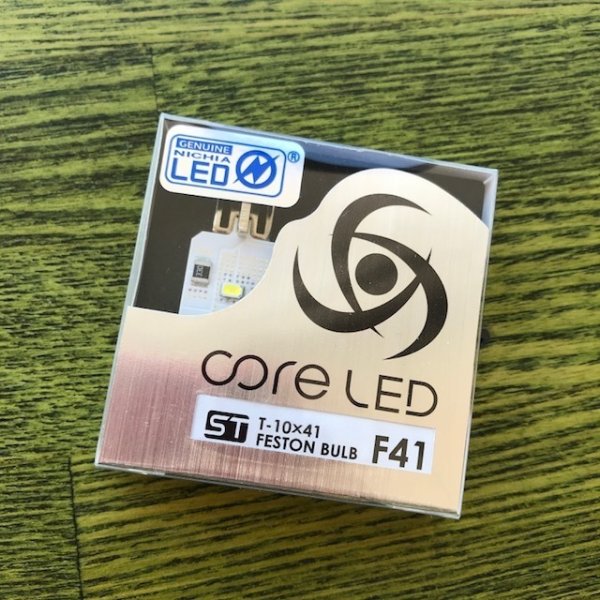 GENUINE
NICHIA
LED ®
core LED
ST T-10×41
FESTON BULB F41